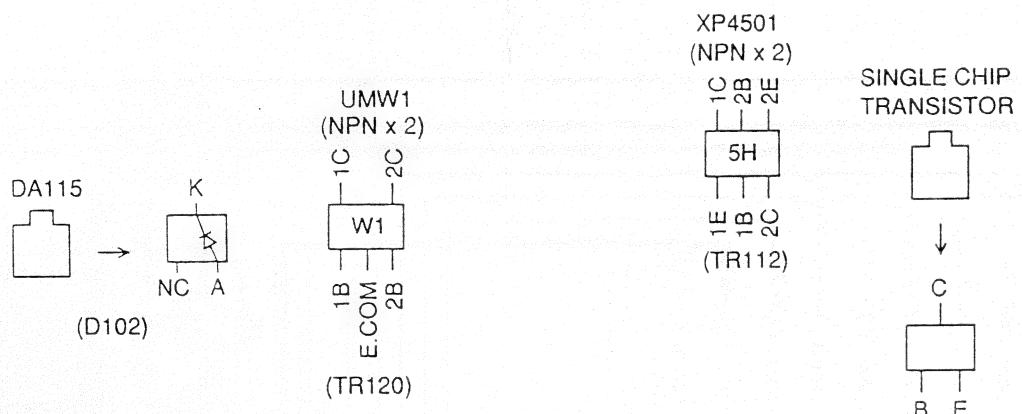 DA115
K
NC A
(D102)
UMW1
(NPN x 2)
1C 2C
W1
1B E.COM 2B
(TR120)
XP4501
(NPN x 2)
1C 2B 2E
5H
1E 1B 2C
(TR112)
SINGLE CHIP
TRANSISTOR
C
B E